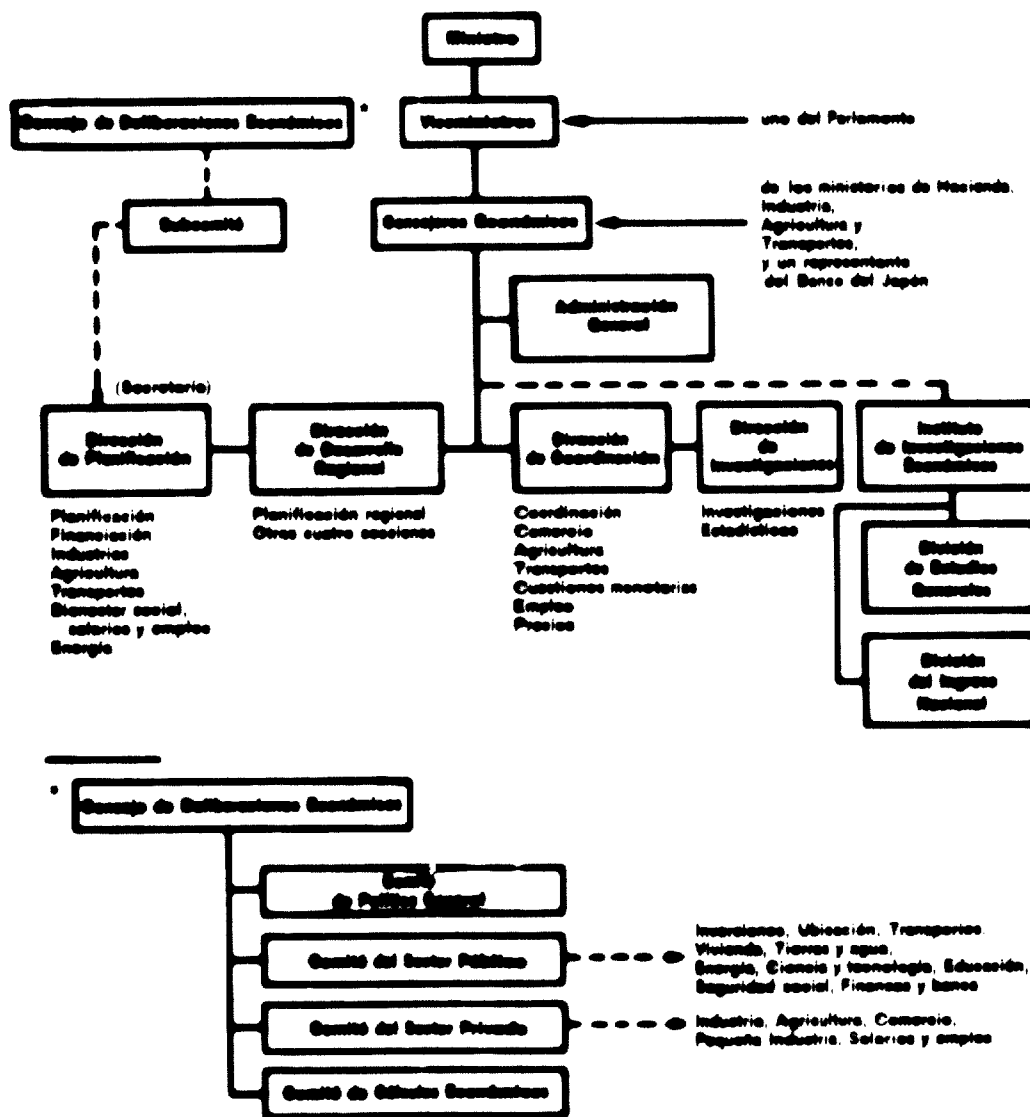 Ministro
Consejo de Deliberaciones Económicas *
Viceministros
uno del Parlamento
Subcomité
Consejeros Económicos
de los ministerios de Hacienda,
Industria,
Agricultura y
Transportes,
y un representante
del Banco del Japón
Administración
General
(Secretaría)
Dirección
de Planificación
Dirección
de Desarrollo
Regional
Dirección
de Coordinación
Dirección
de
Investigaciones
Instituto
de Investigaciones
Económicas
Planificación
Financiación
Industrias
Agricultura
Transportes
Bienestar social,
salarios y empleo
Energía
Planificación regional
Otras cuatro secciones
Coordinación
Comercio
Agricultura
Transportes
Cuestiones monetarias
Empleo
Precios
Investigaciones
Estadísticas
División
de Estudios
Generales
División
del Ingreso
Nacional
* Consejo de Deliberaciones Económicas
Comité
de Política General
Comité del Sector Público
Inversiones, Ubicación, Transportes
Vivienda, Tierras y agua,
Energía, Ciencia y tecnología, Educación,
Seguridad social, Finanzas y banca
Comité del Sector Privado
Industria, Agricultura, Comercio,
Pequeña Industria, Salarios y empleo
Comité de Cálculos Económicos